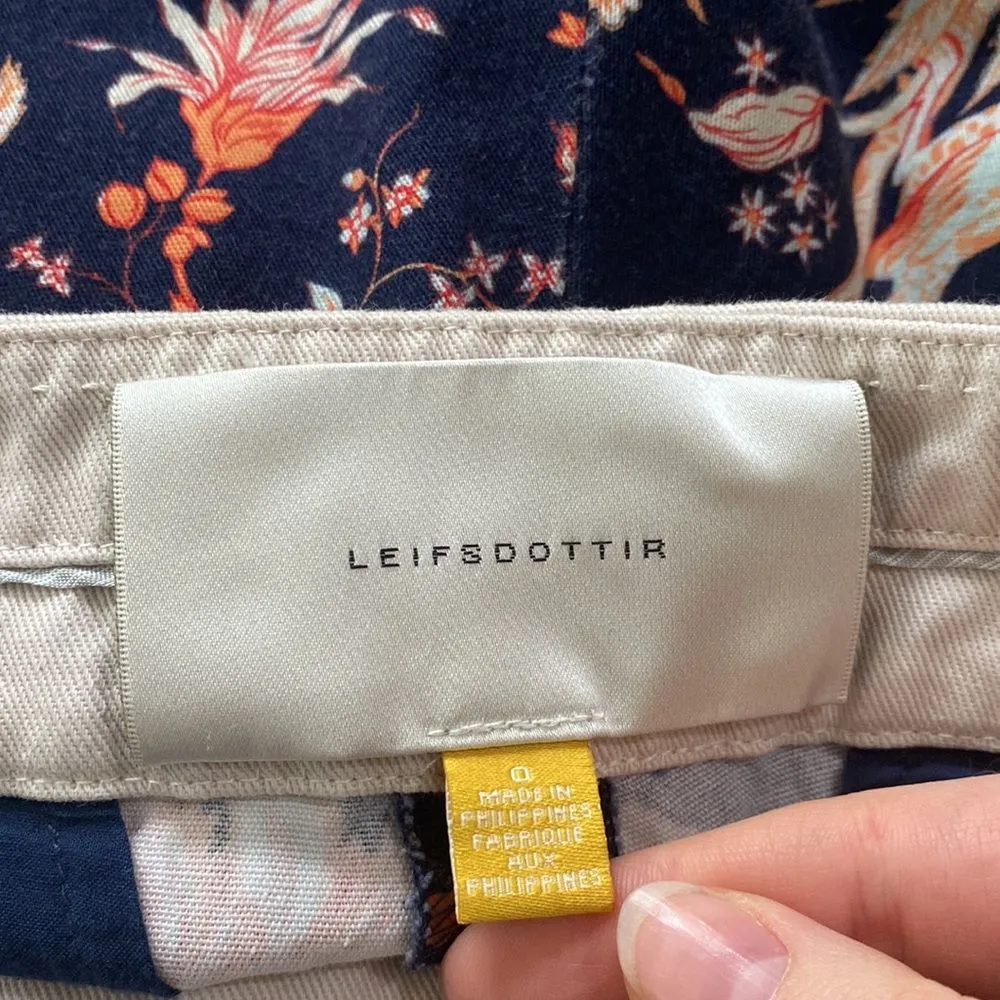 LEIFSDOTTIR
0
MADE IN
PHILIPPINES
FABRIQUE
AUX
PHILIPPINES